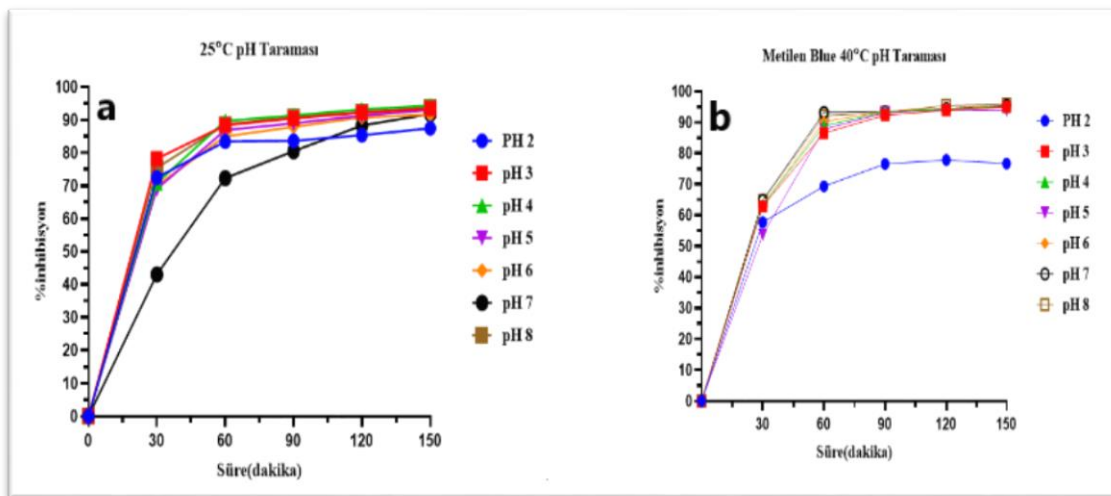 25°C pH Taraması
a
%inhibisyon
100
90
80
70
60
50
40
30
20
10
0
0 30 60 90 120 150
Süre(dakika)
PH 2
pH 3
pH 4
pH 5
pH 6
pH 7
pH 8
Metilen Blue 40°C pH Taraması
b
%inhibisyon
100
90
80
70
60
50
40
30
20
10
0
30 60 90 120 150
Süre(dakika)
PH 2
pH 3
pH 4
pH 5
pH 6
pH 7
pH 8